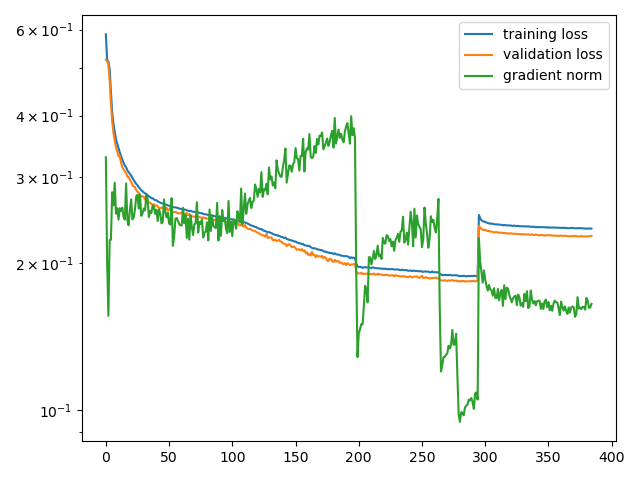 6 × 10⁻¹
4 × 10⁻¹
3 × 10⁻¹
2 × 10⁻¹
10⁻¹
training loss
validation loss
gradient norm
0 50 100 150 200 250 300 350 400